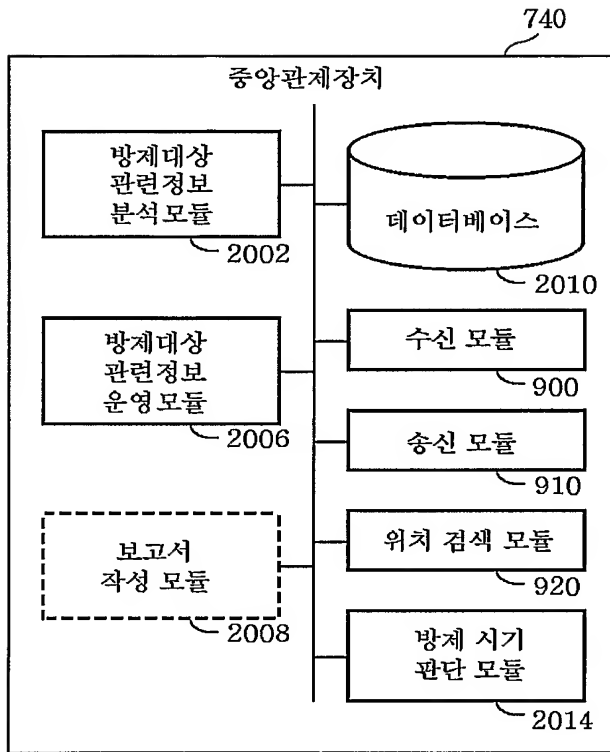 740
중앙관제장치
방제대상
관련정보
분석모듈
2002
데이터베이스
2010
방제대상
관련정보
운영모듈
2006
수신 모듈
900
송신 모듈
910
보고서
작성 모듈
2008
위치 검색 모듈
920
방제 시기
판단 모듈
2014